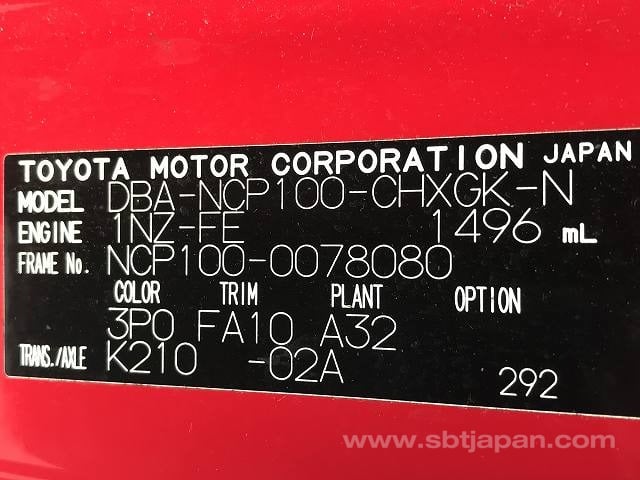 TOYOTA MOTOR CORPORATION JAPAN
MODEL DBA-NCP100-CHXGK-N
ENGINE 1NZ-FE 1496 mL
FRAME No. NCP100-0078080
COLOR TRIM PLANT OPTION
3P0 FA10 A32
TRANS./AXLE K210 -02A
292
www.sbtjapan.com